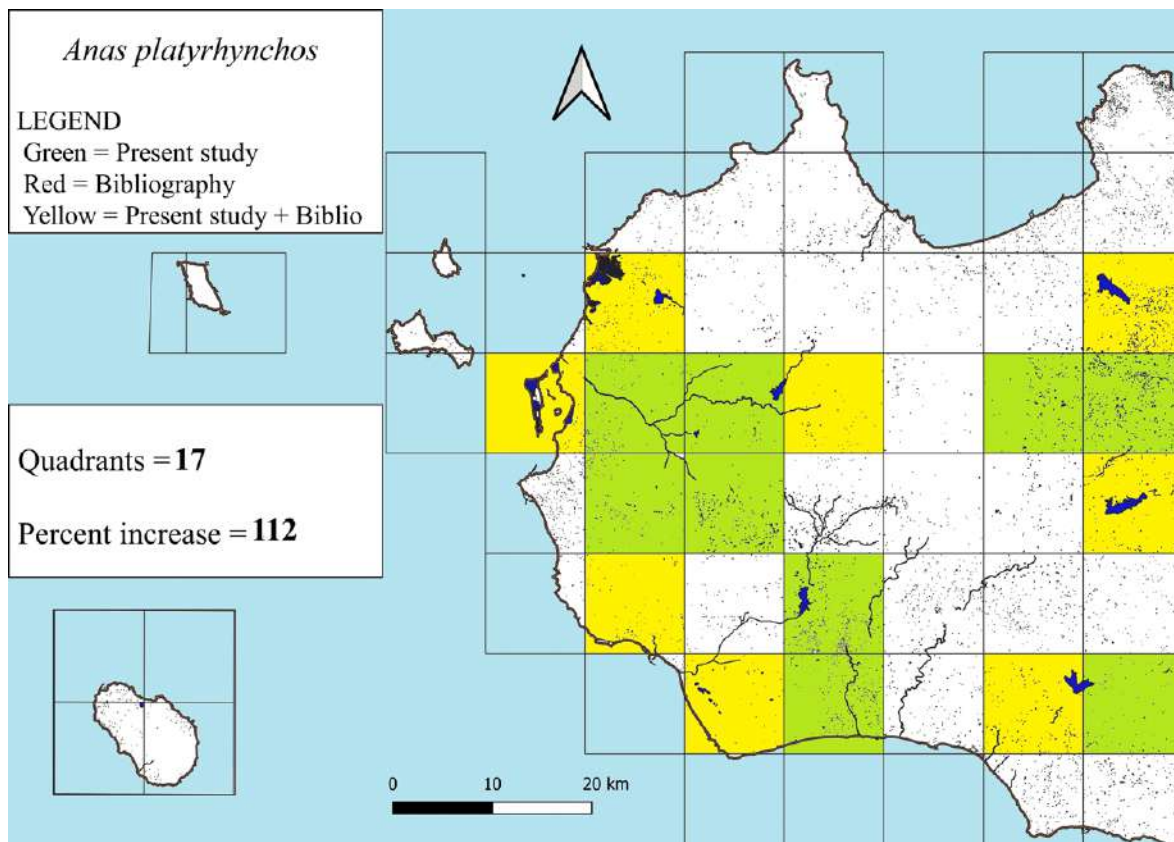 Anas platyrhynchos
LEGEND
Green = Present study
Red = Bibliography
Yellow = Present study + Biblio
Quadrants = 17
Percent increase = 112
0 10 20 km